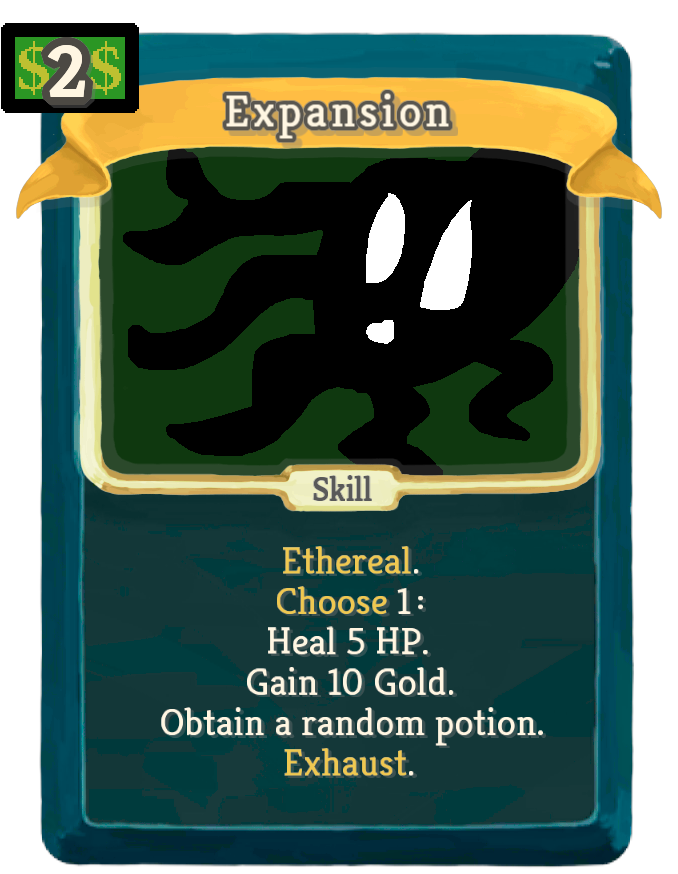 $2$
Expansion
Skill
Ethereal.
Choose 1:
Heal 5 HP.
Gain 10 Gold.
Obtain a random potion.
Exhaust.